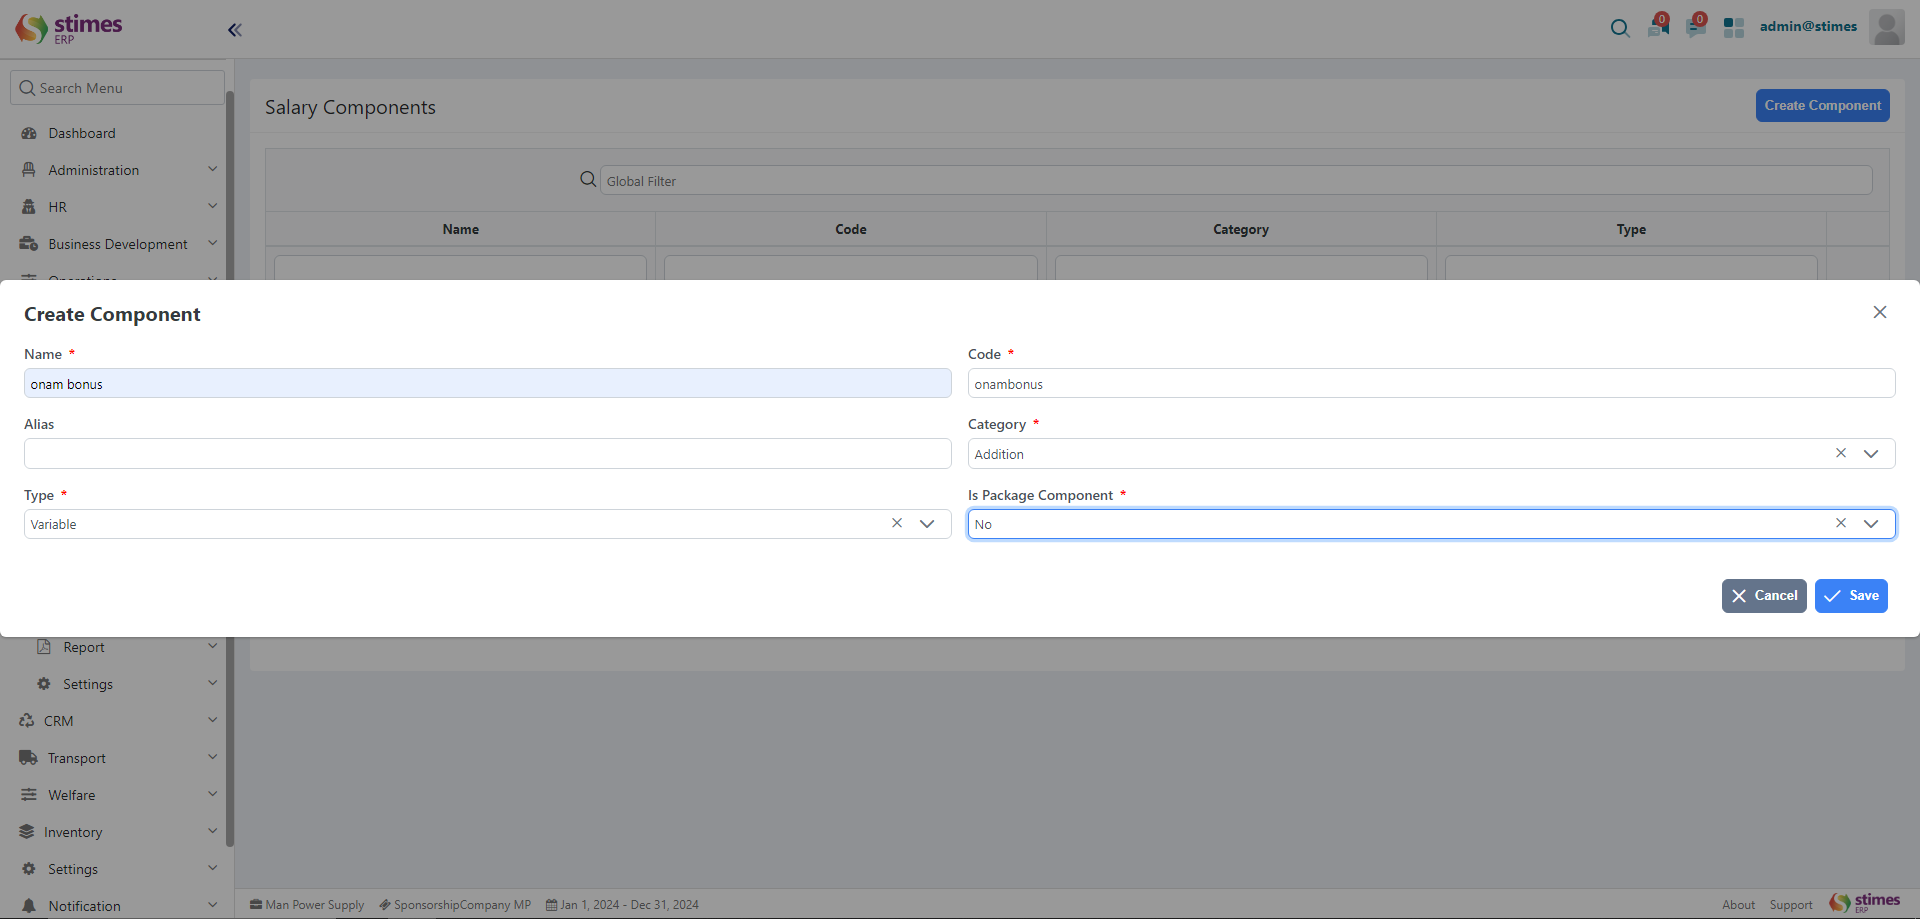 stimes
ERP
0
0
admin@stimes
Search Menu
Dashboard
Administration
HR
Business Development
Operations
Salary Components
Create Component
Global Filter
Name
Code
Category
Type
Create Component
Name *
onam bonus
Code *
onambonus
Alias
Category *
Addition
Type *
Variable
Is Package Component *
No
Cancel
Save
Report
Settings
CRM
Transport
Welfare
Inventory
Settings
Notification
Man Power Supply
SponsorshipCompany MP
Jan 1, 2024 - Dec 31, 2024
About
Support
stimes
ERP